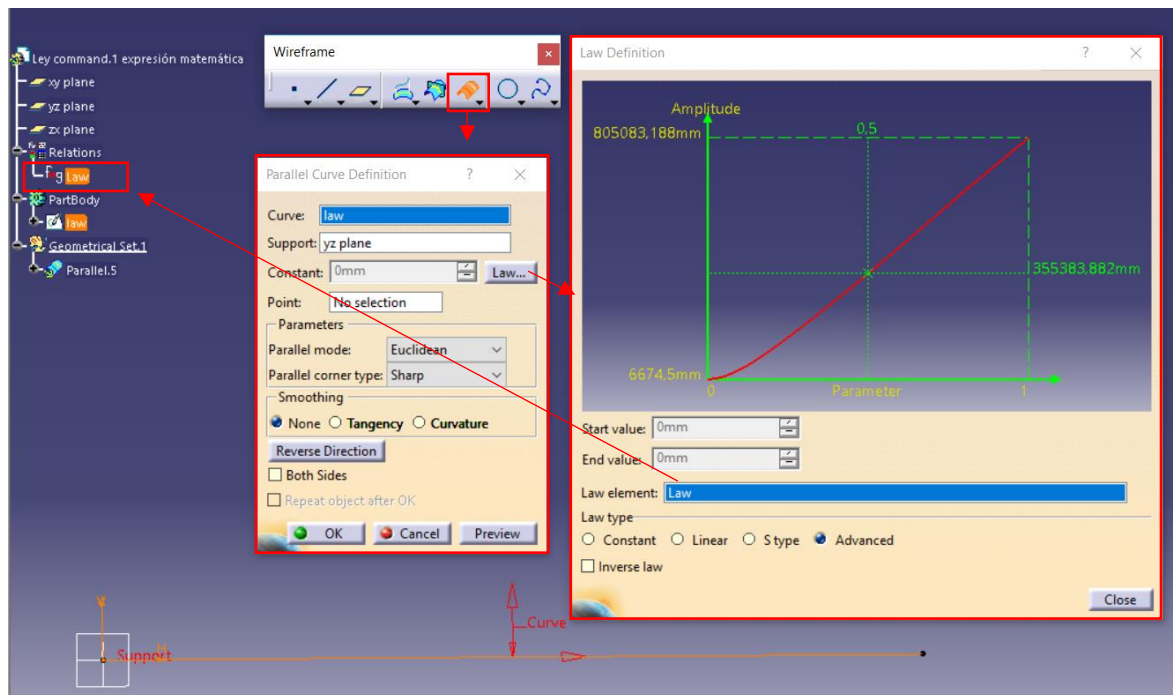 Ley command.1 expresión matemática
xy plane
yz plane
zx plane
Relations
Law
PartBody
law
Geometrical Set.1
Parallel.5
Wireframe
Parallel Curve Definition ?
Curve: law
Support: yz plane
Constant: 0mm Law...
Point: No selection
Parameters
Parallel mode: Euclidean
Parallel corner type: Sharp
Smoothing
None Tangency Curvature
Reverse Direction
Both Sides
Repeat object after OK
OK Cancel Preview
Law Definition ?
Amplitude
805083,188mm 0,5
355383,882mm
6674,5mm
0 Parameter 1
Start value: 0mm
End value: 0mm
Law element: Law
Law type
Constant Linear S type Advanced
Inverse law
Close
Curve
Support